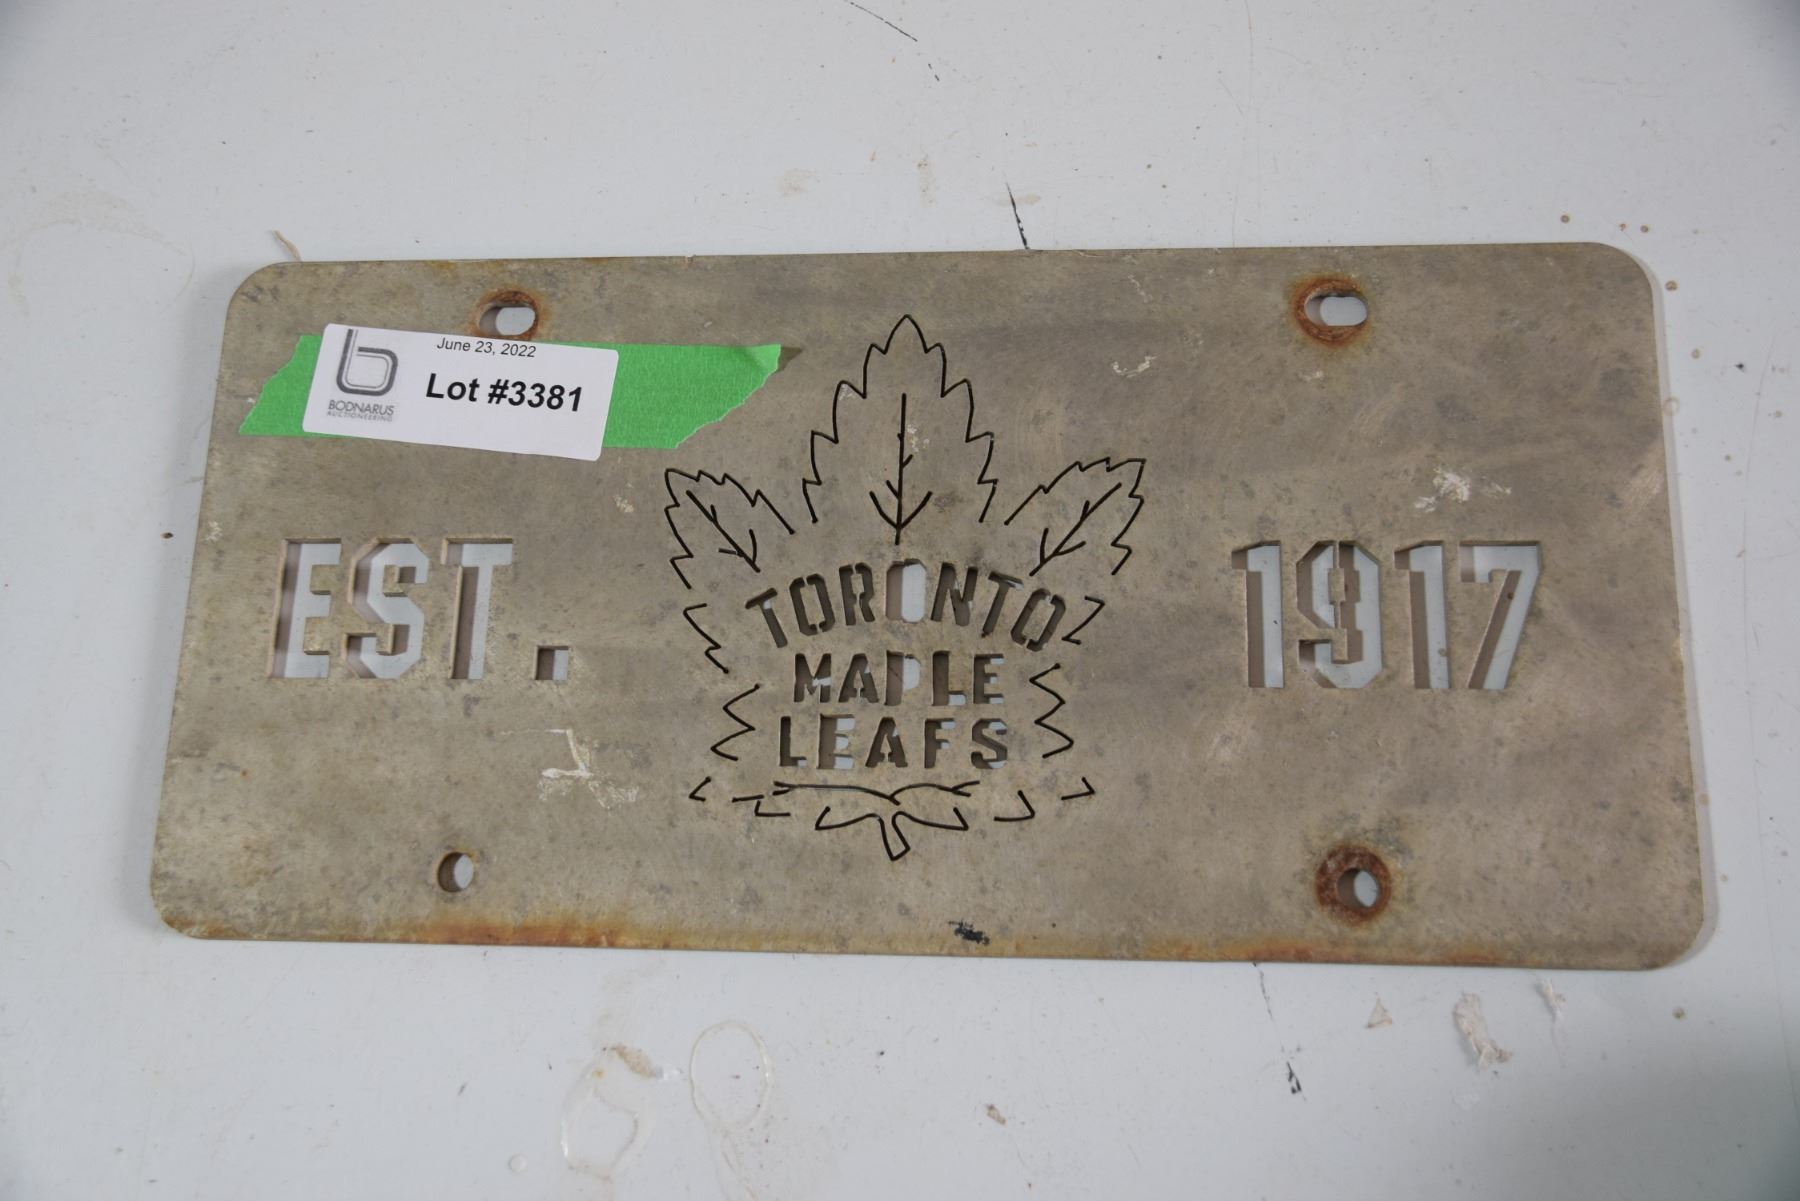 June 23, 2022
Lot #3381
b
BODNARUS
AUCTIONEERING
EST. 1917
TORONTO
MAPLE
LEAFS